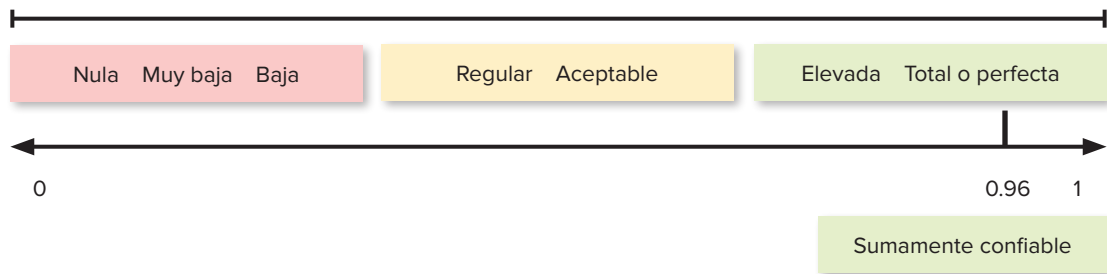 Nula Muy baja Baja Regular Aceptable Elevada Total o perfecta
0 0.96 1
Sumamente confiable